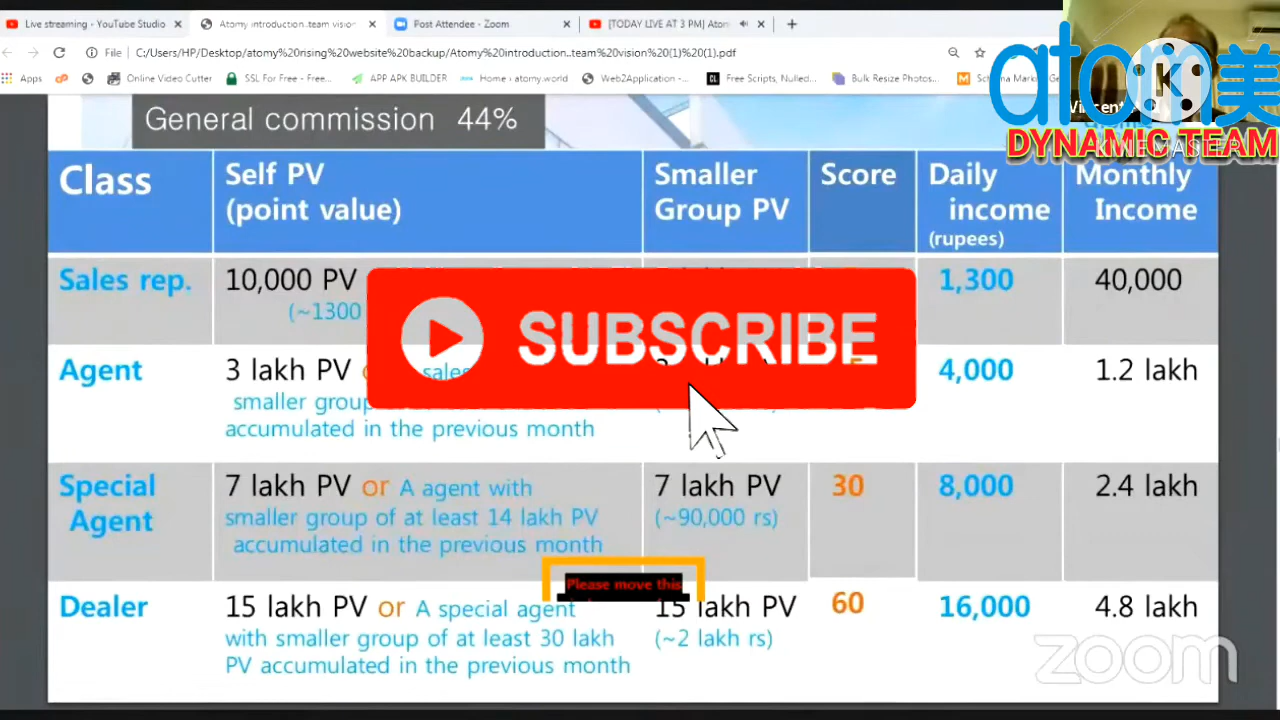 Live streaming - YouTube Studio
Atomy introduction..team vision
Post Attendee - Zoom
[TODAY LIVE AT 3 PM] Atom
File C:/Users/HP/Desktop/atomy%20rising%20website%20backup/Atomy%20introduction..team%20vision%20(1)%20(1).pdf
Apps
Online Video Cutter
SSL For Free - Free...
APP APK BUILDER
Home › atomy.world
Web2Application -...
Free Scripts, Nulled...
Bulk Resize Photos...
atom美
K
DYNAMIC TEAM
General commission 44%
Class
Self PV
(point value)
Smaller
Group PV
Score
Daily
income
(rupees)
Monthly
Income
Sales rep.
10,000 PV
(~1300
1,300
40,000
SUBSCRIBE
Agent
3 lakh PV
sales
smaller group
accumulated in the previous month
4,000
1.2 lakh
Special
Agent
7 lakh PV or A agent with
smaller group of at least 14 lakh PV
accumulated in the previous month
7 lakh PV
(~90,000 rs)
30
8,000
2.4 lakh
Please move this
Dealer
15 lakh PV or A special agent
with smaller group of at least 30 lakh
PV accumulated in the previous month
15 lakh PV
(~2 lakh rs)
60
16,000
4.8 lakh
zoom